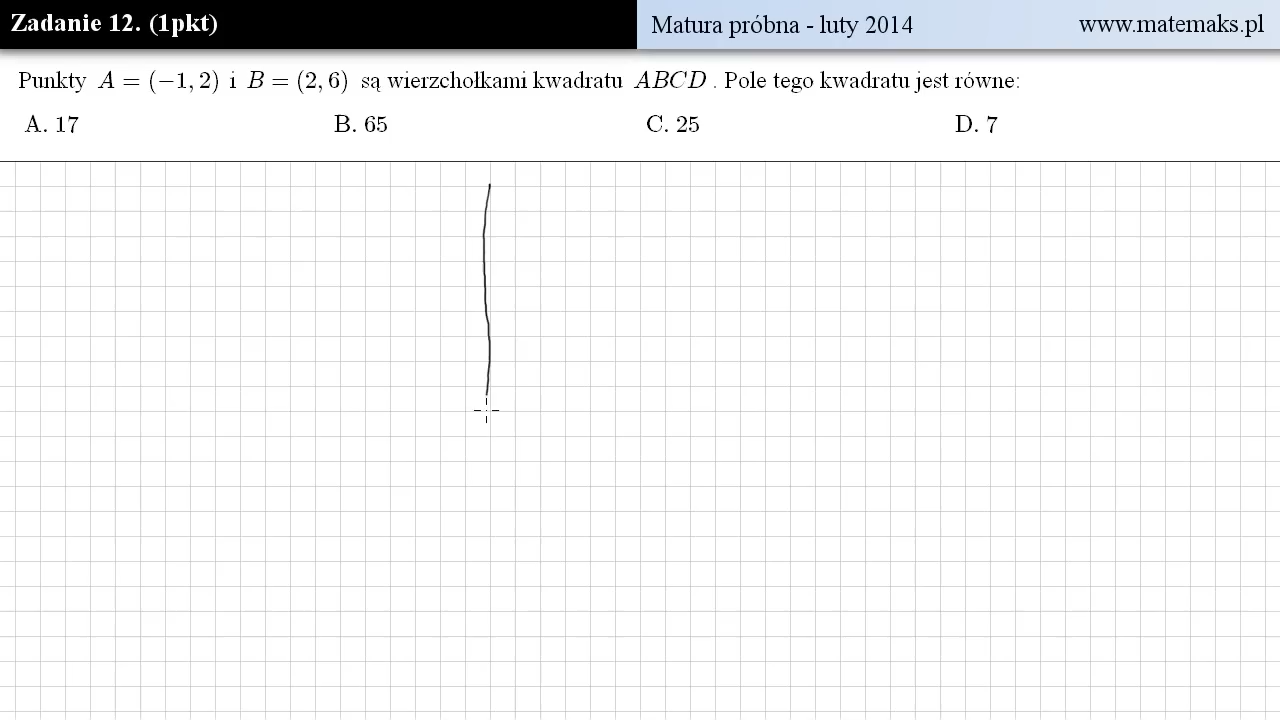 Zadanie 12. (1pkt)
Matura próbna - luty 2014
www.matemaks.pl
Punkty A = (−1, 2) i B = (2, 6) są wierzchołkami kwadratu ABCD . Pole tego kwadratu jest równe:
A. 17 B. 65 C. 25 D. 7